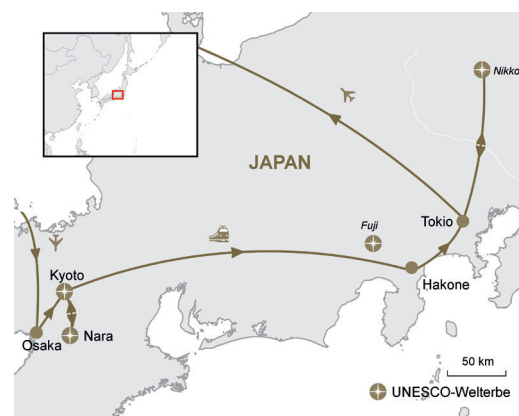 Nikko
JAPAN
Tokio
Fuji
Kyoto
Hakone
Osaka
Nara
50 km
UNESCO-Welterbe